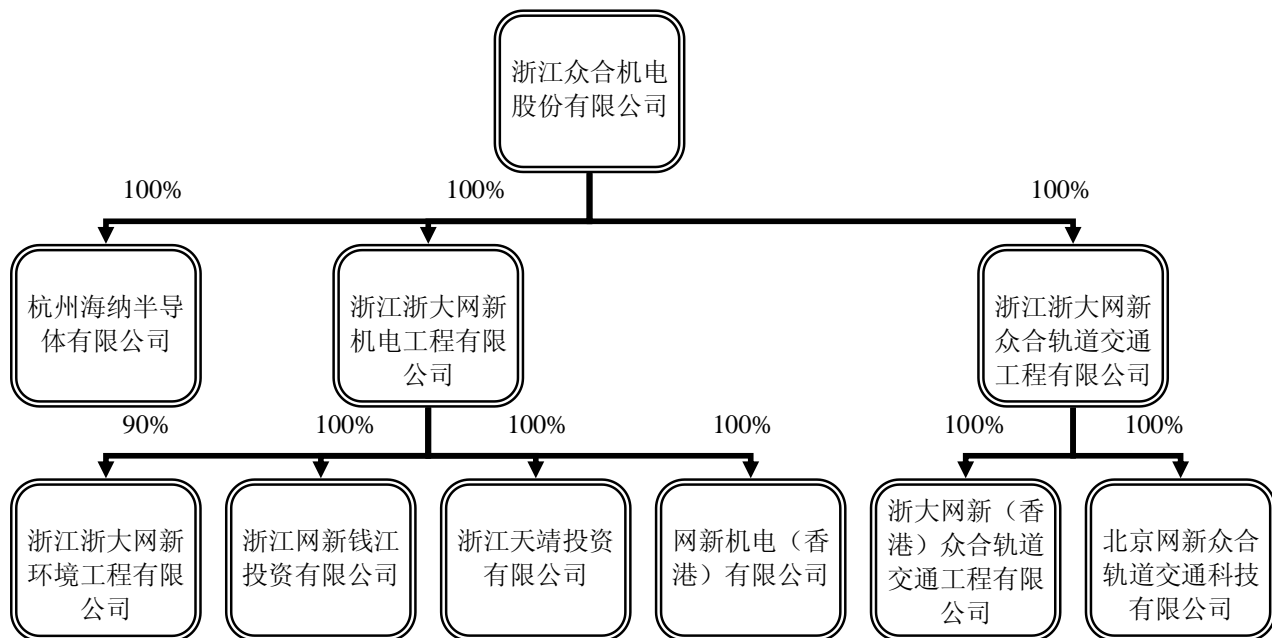 浙江众合机电
股份有限公司
100%
100%
100%
杭州海纳半导
体有限公司
浙江浙大网新
机电工程有限
公司
浙江浙大网新
众合轨道交通
工程有限公司
90%
100%
100%
100%
100%
100%
浙江浙大网新
环境工程有限
公司
浙江网新钱江
投资有限公司
浙江天靖投资
有限公司
网新机电（香
港）有限公司
浙大网新（香
港）众合轨道
交通工程有限
公司
北京网新众合
轨道交通科技
有限公司